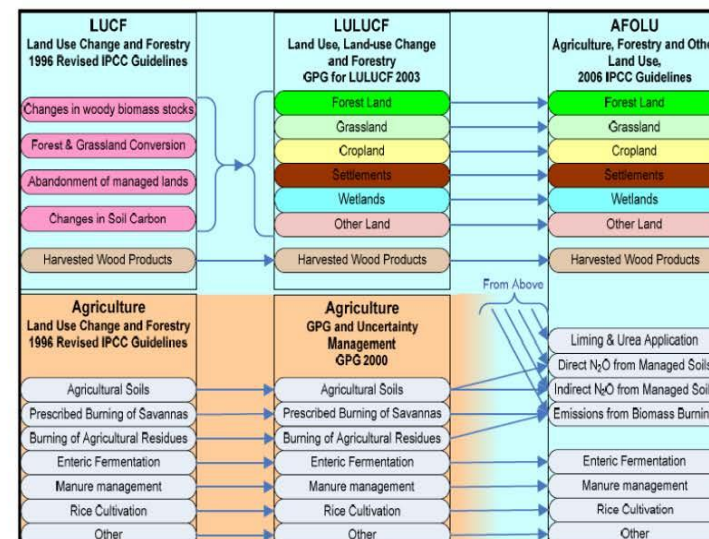 LUCF
Land Use Change and Forestry
1996 Revised IPCC Guidelines
Changes in woody biomass stocks
Forest & Grassland Conversion
Abandonment of managed lands
Changes in Soil Carbon
Harvested Wood Products
LULUCF
Land Use, Land-use Change
and Forestry
GPG for LULUCF 2003
Forest Land
Grassland
Cropland
Settlements
Wetlands
Other Land
Harvested Wood Products
AFOLU
Agriculture, Forestry and Othe
Land Use,
2006 IPCC Guidelines
Forest Land
Grassland
Cropland
Settlements
Wetlands
Other Land
Harvested Wood Products
From Above
Agriculture
Land Use Change and Forestry
1996 Revised IPCC Guidelines
Agricultural Soils
Prescribed Burning of Savannas
Burning of Agricultural Residues
Enteric Fermentation
Manure management
Rice Cultivation
Other
Agriculture
GPG and Uncertainty
Management
GPG 2000
Agricultural Soils
Prescribed Burning of Savannas
Burning of Agricultural Residues
Enteric Fermentation
Manure management
Rice Cultivation
Other
Liming & Urea Application
Direct N₂O from Managed Soils
Indirect N₂O from Managed Soil
Emissions from Biomass Burnin
Enteric Fermentation
Manure management
Rice Cultivation
Other